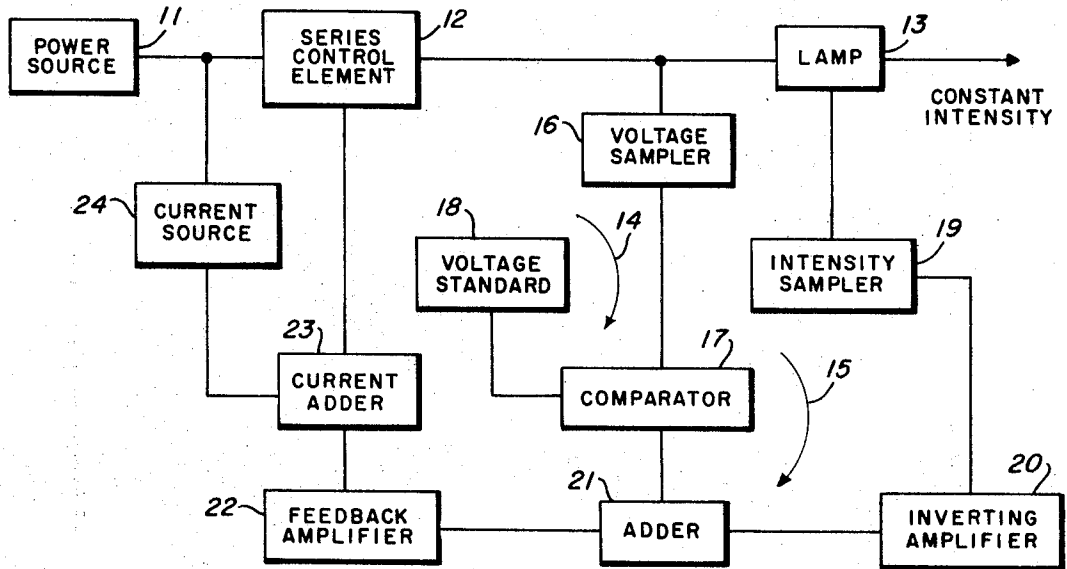 11
POWER
SOURCE
12
SERIES
CONTROL
ELEMENT
13
LAMP
CONSTANT
INTENSITY
16
VOLTAGE
SAMPLER
24
CURRENT
SOURCE
18
VOLTAGE
STANDARD
14
19
INTENSITY
SAMPLER
23
CURRENT
ADDER
17
COMPARATOR
15
22
FEEDBACK
AMPLIFIER
21
ADDER
20
INVERTING
AMPLIFIER